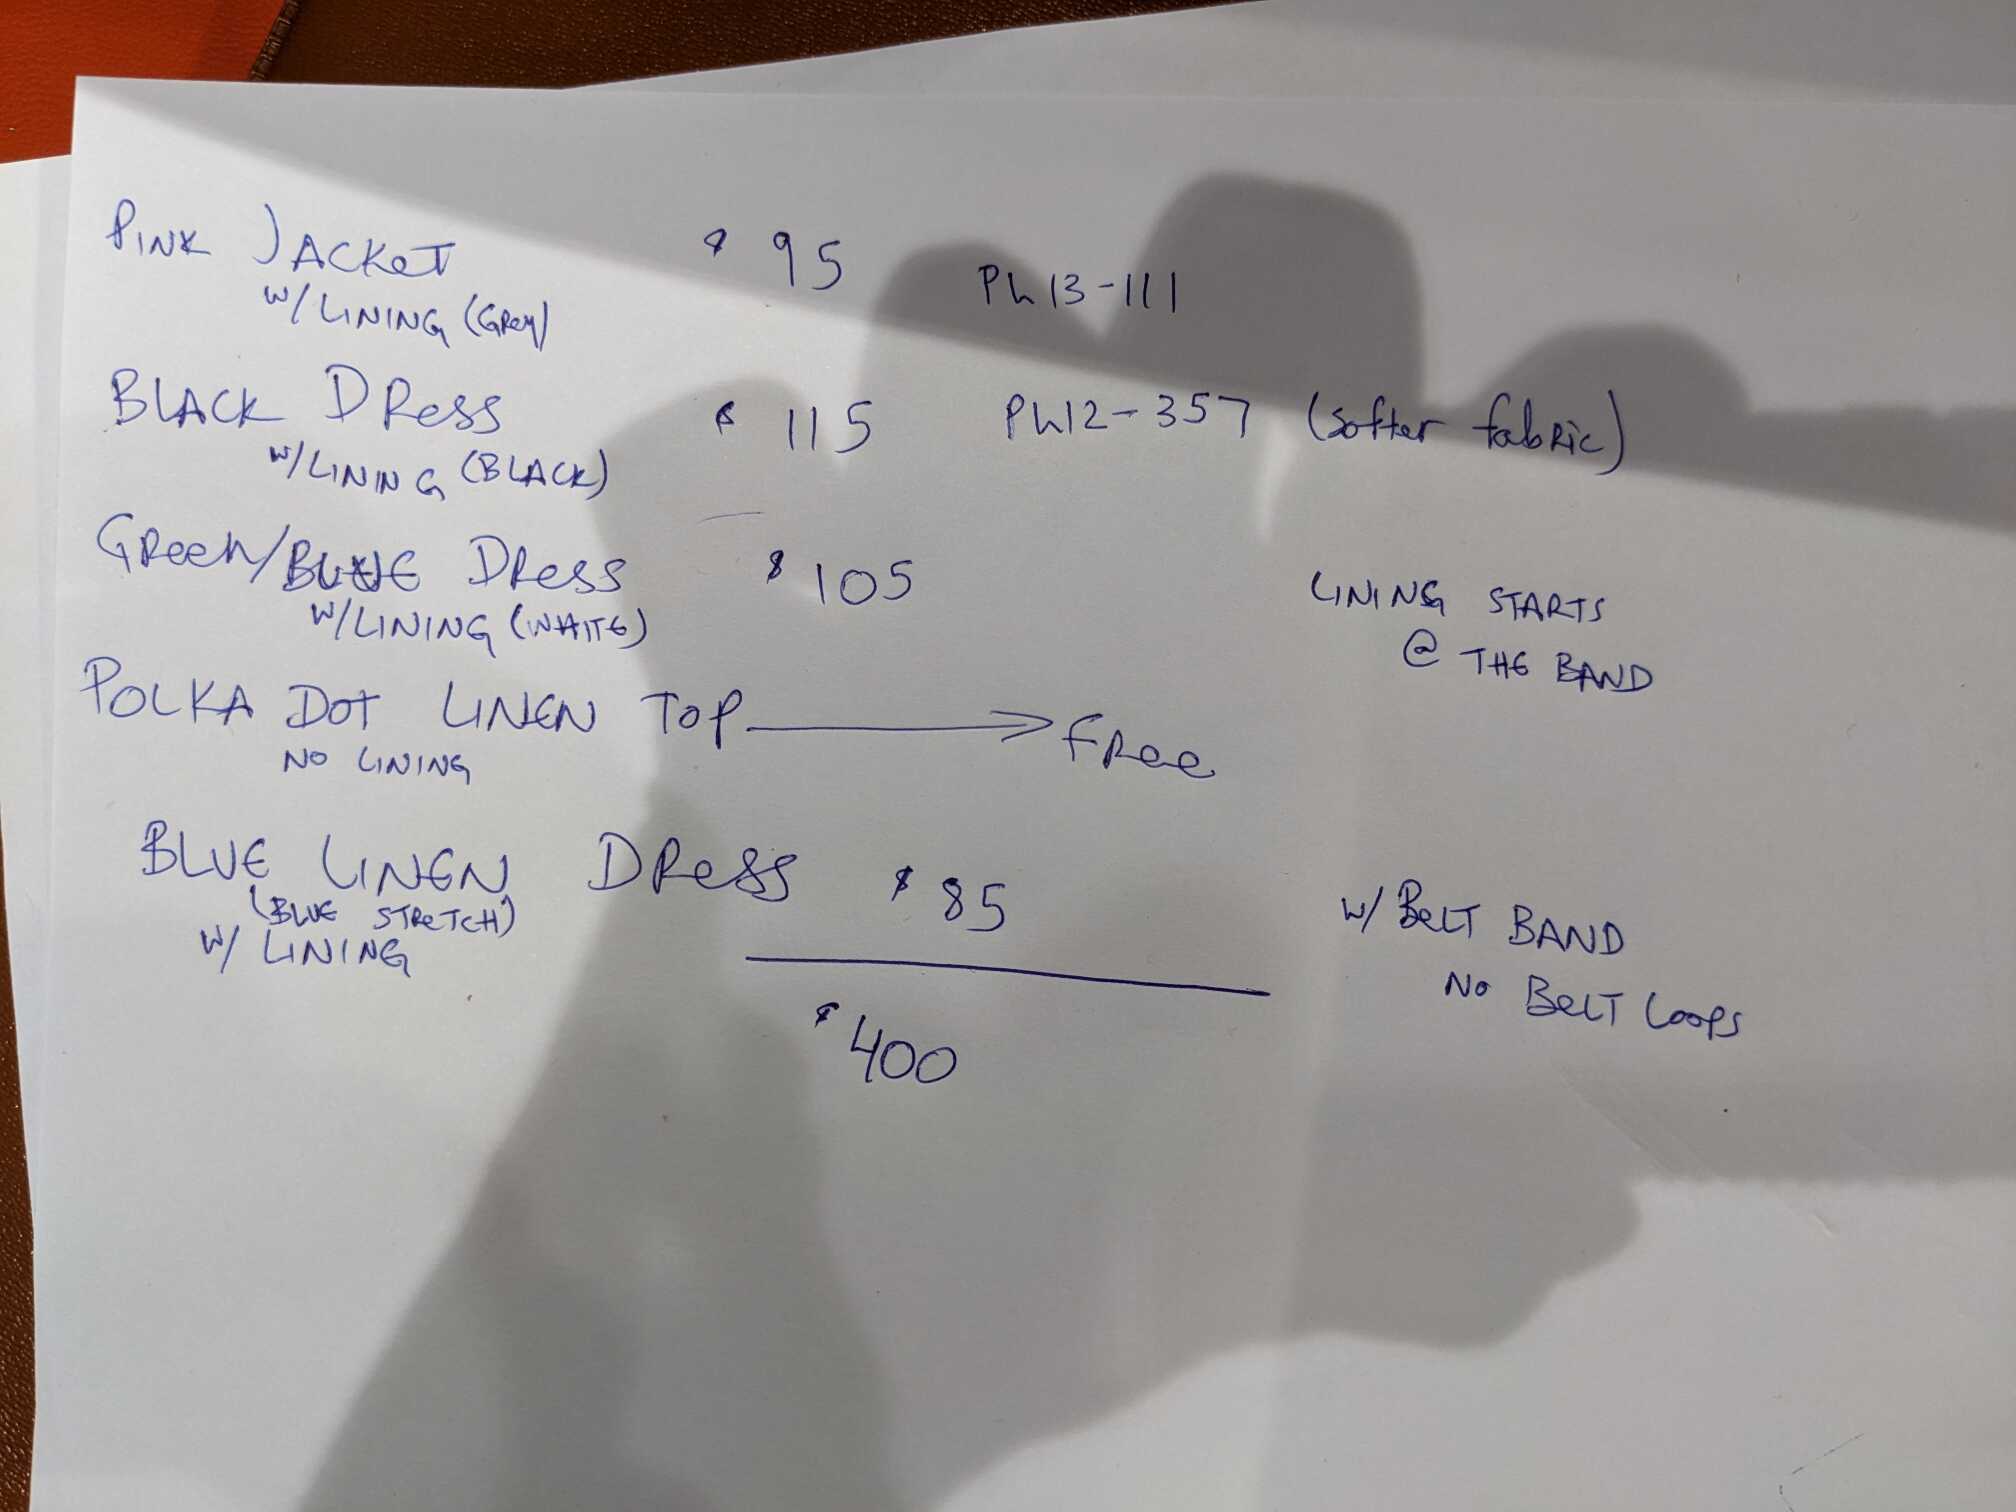 PINK JACKET $ 95 Ph13-111
W/ LINING (GREY)
BLACK DRESS $ 115 Ph12-357 (Softer fabric)
W/ LINING (BLACK)
GREEN/BLUE DRESS $ 105 LINING STARTS
W/LINING (WHITE) @ THE BAND
POLKA DOT LINEN TOP → FREE
NO LINING
BLUE LINEN DRESS $ 85 W/ BELT BAND
(BLUE STRETCH)
W/ LINING NO BELT LOOPS
$ 400